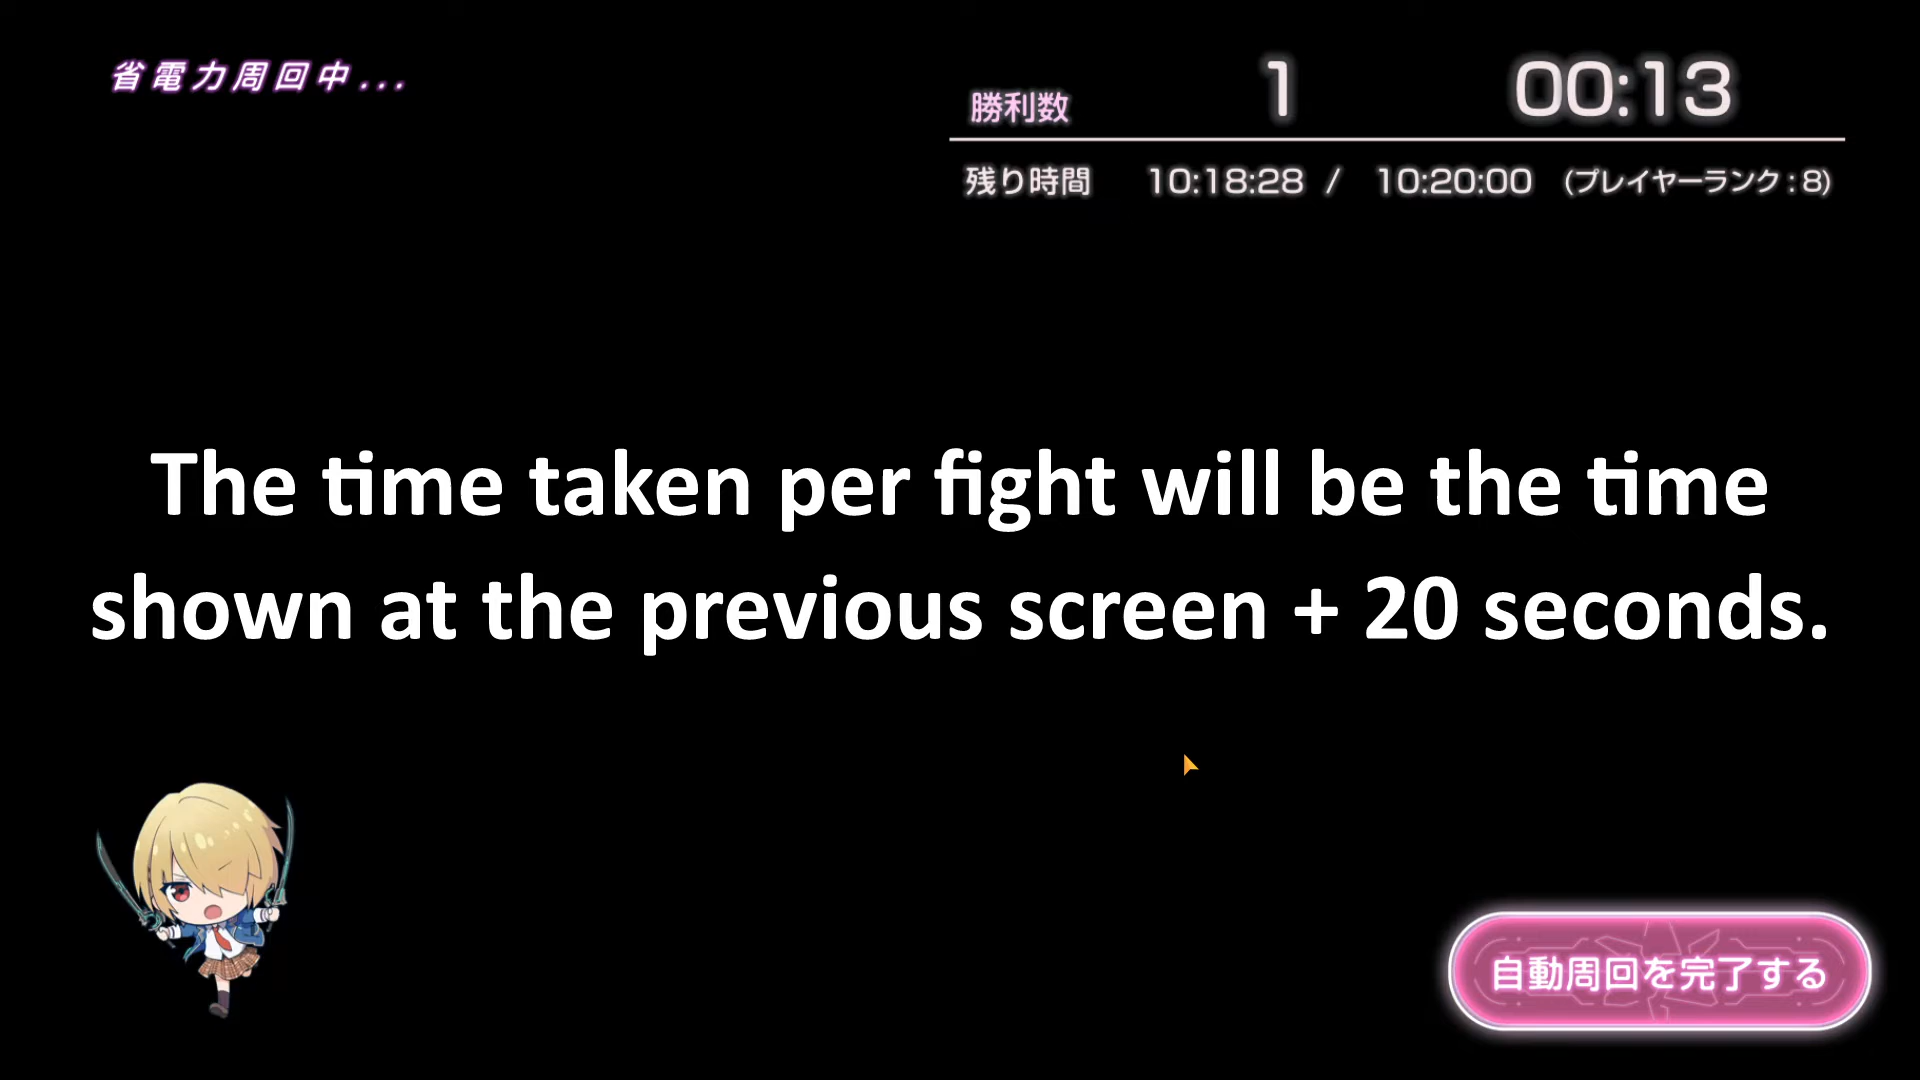 省電力周回中...
勝利数 1 00:13
残り時間 10:18:28 / 10:20:00 (プレイヤーランク:8)
The time taken per fight will be the time
shown at the previous screen + 20 seconds.
自動周回を完了する